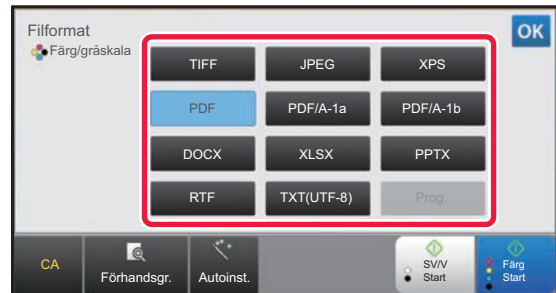 Filformat
OK
Färg/gråskala
TIFF
JPEG
XPS
PDF
PDF/A-1a
PDF/A-1b
DOCX
XLSX
PPTX
RTF
TXT(UTF-8)
Prog.
CA
Förhandsgr.
Autoinst.
SV/V
Start
Färg
Start